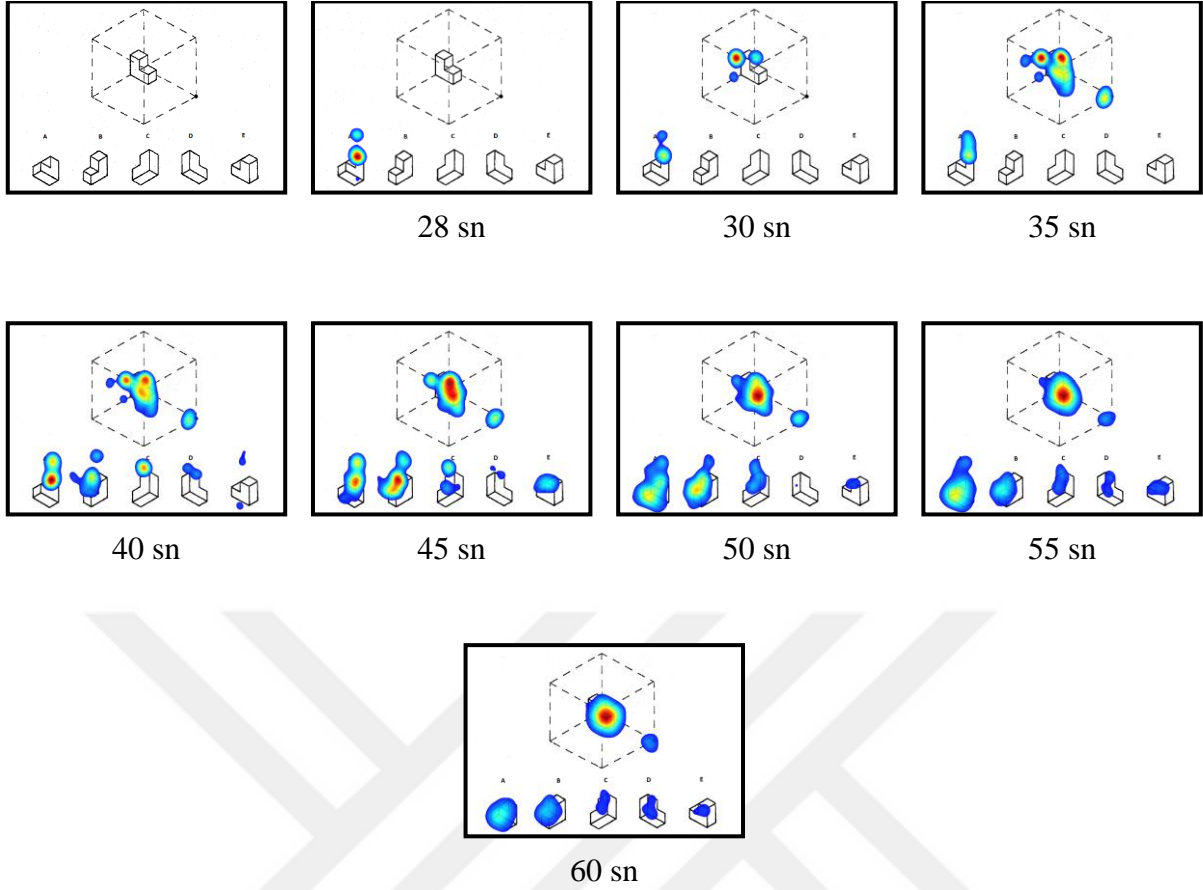 A B C D E
B C D E
B C D E
B C D E
28 sn
30 sn
35 sn
D
D E
D E
B C D E
40 sn
45 sn
50 sn
55 sn
A B C D E
60 sn